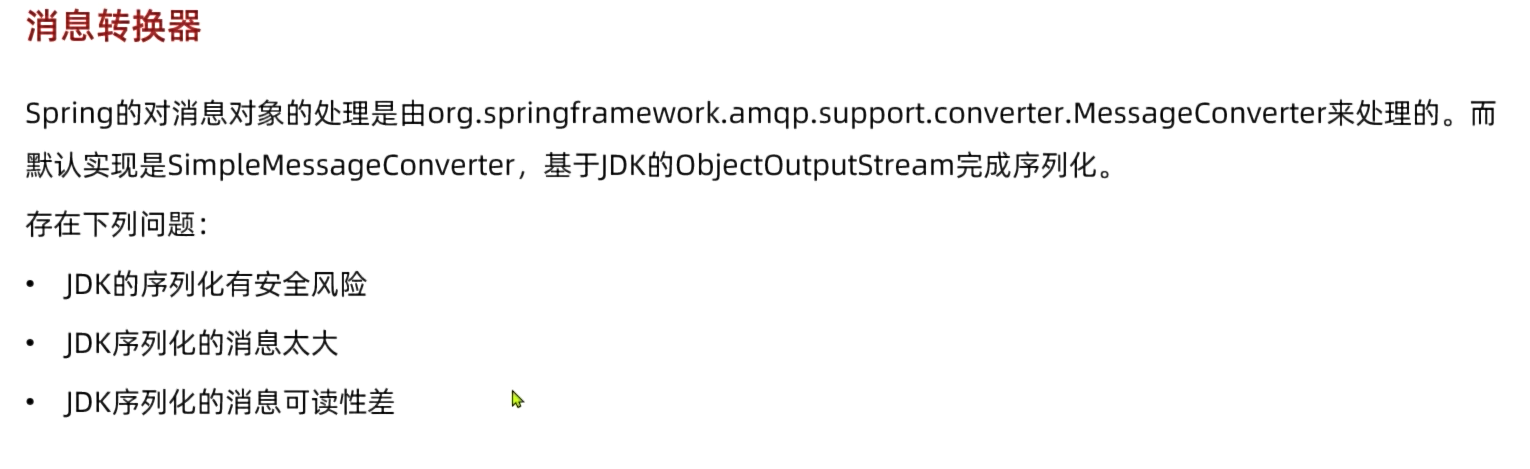 消息转换器
Spring的对消息对象的处理是由org.springframework.amqp.support.converter.MessageConverter来处理的。而
默认实现是SimpleMessageConverter，基于JDK的ObjectOutputStream完成序列化。
存在下列问题：
• JDK的序列化有安全风险
• JDK序列化的消息太大
• JDK序列化的消息可读性差